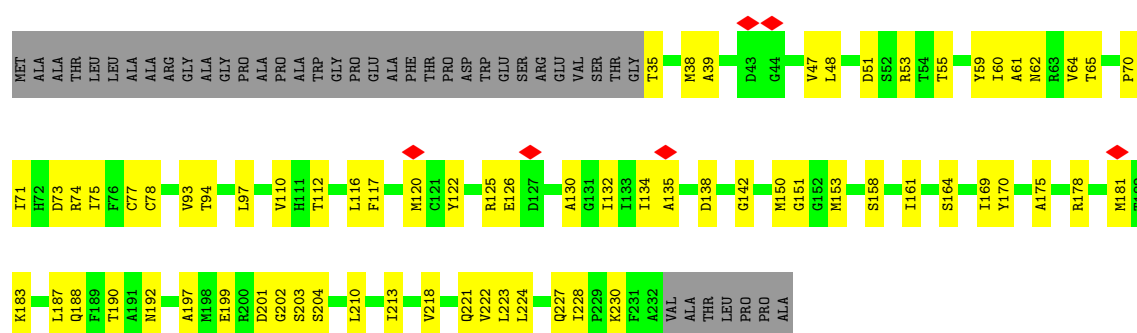 MET ALA ALA THR LEU LEU ALA ALA ARG GLY ALA GLY PRO ALA PRO ALA TRP GLY PRO GLU ALA PHE THR PRO ASP TRP GLU SER ARG GLU VAL SER THR GLY T35 M38 A39 D43 G44 V47 L48 D51 S52 R53 T54 T55 Y59 I60 A61 N62 R63 V64 T65 P70
I71 H72 D73 R74 I75 F76 C77 C78 V93 T94 L97 V110 H111 T112 L116 F117 M120 C121 Y122 R125 E126 D127 A130 G131 I132 I133 I134 A135 D138 G142 M150 G151 G152 M153 S158 I161 S164 I169 Y170 A175 R178 M181
K183 L187 Q188 F189 T190 A191 N192 A197 M198 E199 R200 D201 G202 S203 S204 L210 I213 V218 Q221 V222 L223 L224 Q227 I228 P229 K230 F231 A232 VAL ALA THR LEU PRO PRO ALA